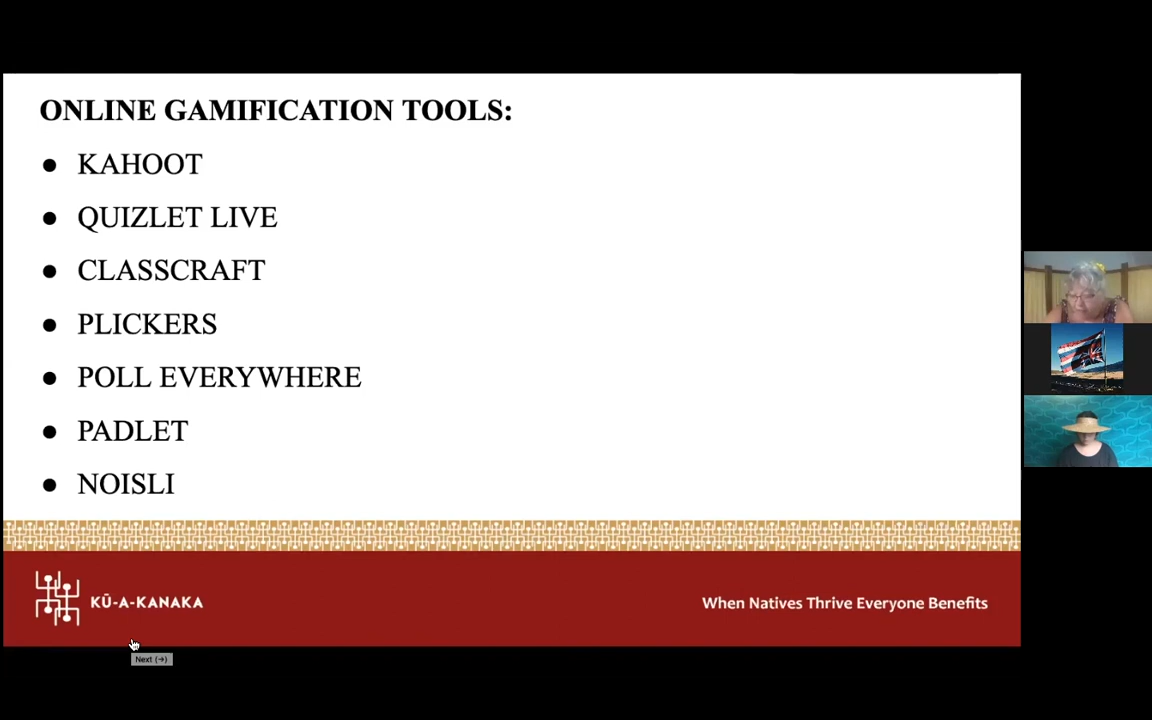 ONLINE GAMIFICATION TOOLS:
● KAHOOT
● QUIZLET LIVE
● CLASSCRAFT
● PLICKERS
● POLL EVERYWHERE
● PADLET
● NOISLI
KŪ-A-KANAKA
When Natives Thrive Everyone Benefits
Next (→)